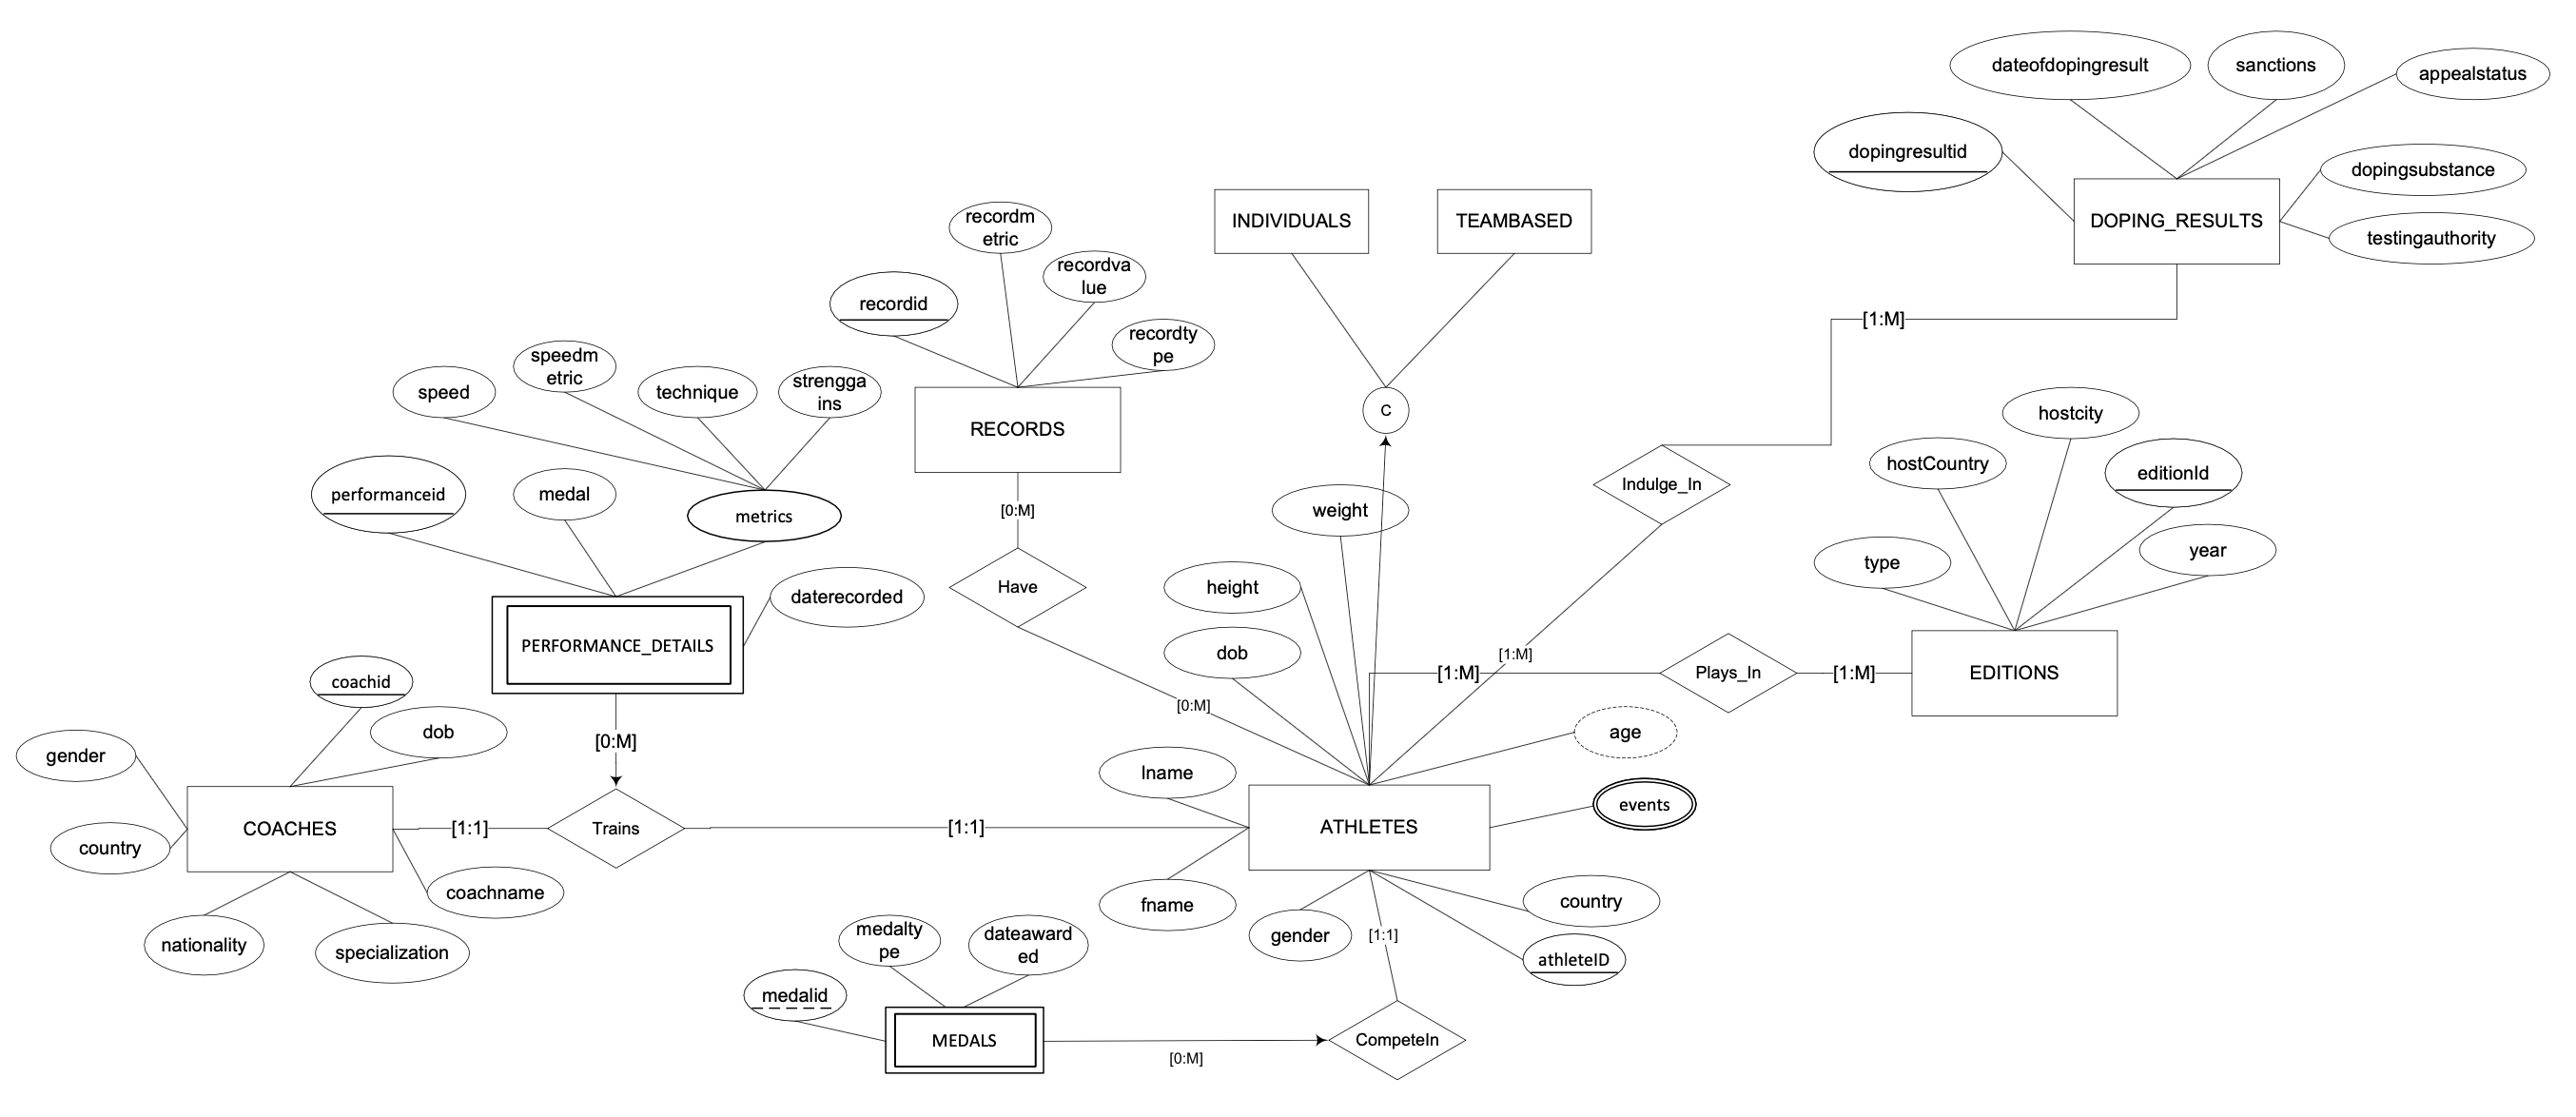 dateofdopingresult
sanctions
appealstatus
dopingresultid
dopingsubstance
DOPING_RESULTS
testingauthority
INDIVIDUALS
TEAMBASED
recordm
etric
recordva
lue
recordid
recordty
pe
[1:M]
speedm
etric
speed
technique
strengga
ins
RECORDS
C
hostcity
hostCountry
editionId
performanceid
medal
metrics
[0:M]
weight
Indulge_In
year
type
Have
height
daterecorded
PERFORMANCE_DETAILS
dob
[1:M]
[1:M]
Plays_In
[1:M]
EDITIONS
coachid
[0:M]
dob
[0:M]
age
gender
lname
events
COACHES
[1:1]
Trains
[1:1]
ATHLETES
country
coachname
fname
country
nationality
specialization
medalty
pe
dateaward
ed
gender
[1:1]
athleteID
medalid
MEDALS
[0:M]
CompeteIn